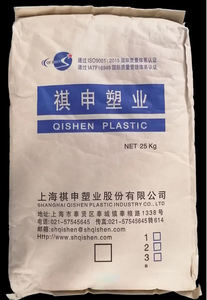 通过ISO9001:2015国际质量体系认证
通过IATF16949国际质量管理体系认证
祺申塑业
QISHEN PLASTIC
NET 25 Kg
上海祺申塑业股份有限公司
SHANGHAI QISHEN PLASTIC INDUSTRY CO.,LTD
地址:上海市奉贤区奉城镇奉粮路1338号
电话:021-57545645 传真:021-57545645转614
E-mail:shqishen@shqishen.com
http://www.shqishen.com
1
2
3